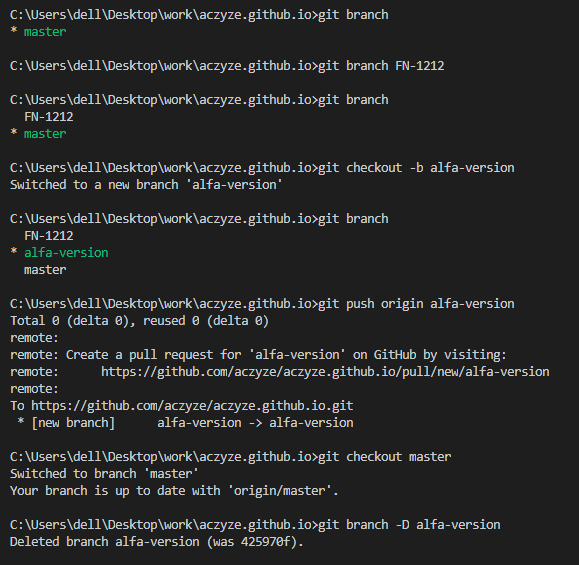 C:\Users\dell\Desktop\work\aczyze.github.io>git branch
* master
C:\Users\dell\Desktop\work\aczyze.github.io>git branch FN-1212
C:\Users\dell\Desktop\work\aczyze.github.io>git branch
  FN-1212
* master
C:\Users\dell\Desktop\work\aczyze.github.io>git checkout -b alfa-version
Switched to a new branch 'alfa-version'
C:\Users\dell\Desktop\work\aczyze.github.io>git branch
  FN-1212
* alfa-version
  master
C:\Users\dell\Desktop\work\aczyze.github.io>git push origin alfa-version
Total 0 (delta 0), reused 0 (delta 0)
remote:
remote: Create a pull request for 'alfa-version' on GitHub by visiting:
remote:      https://github.com/aczyze/aczyze.github.io/pull/new/alfa-version
remote:
To https://github.com/aczyze/aczyze.github.io.git
 * [new branch]      alfa-version -> alfa-version
C:\Users\dell\Desktop\work\aczyze.github.io>git checkout master
Switched to branch 'master'
Your branch is up to date with 'origin/master'.
C:\Users\dell\Desktop\work\aczyze.github.io>git branch -D alfa-version
Deleted branch alfa-version (was 425970f).